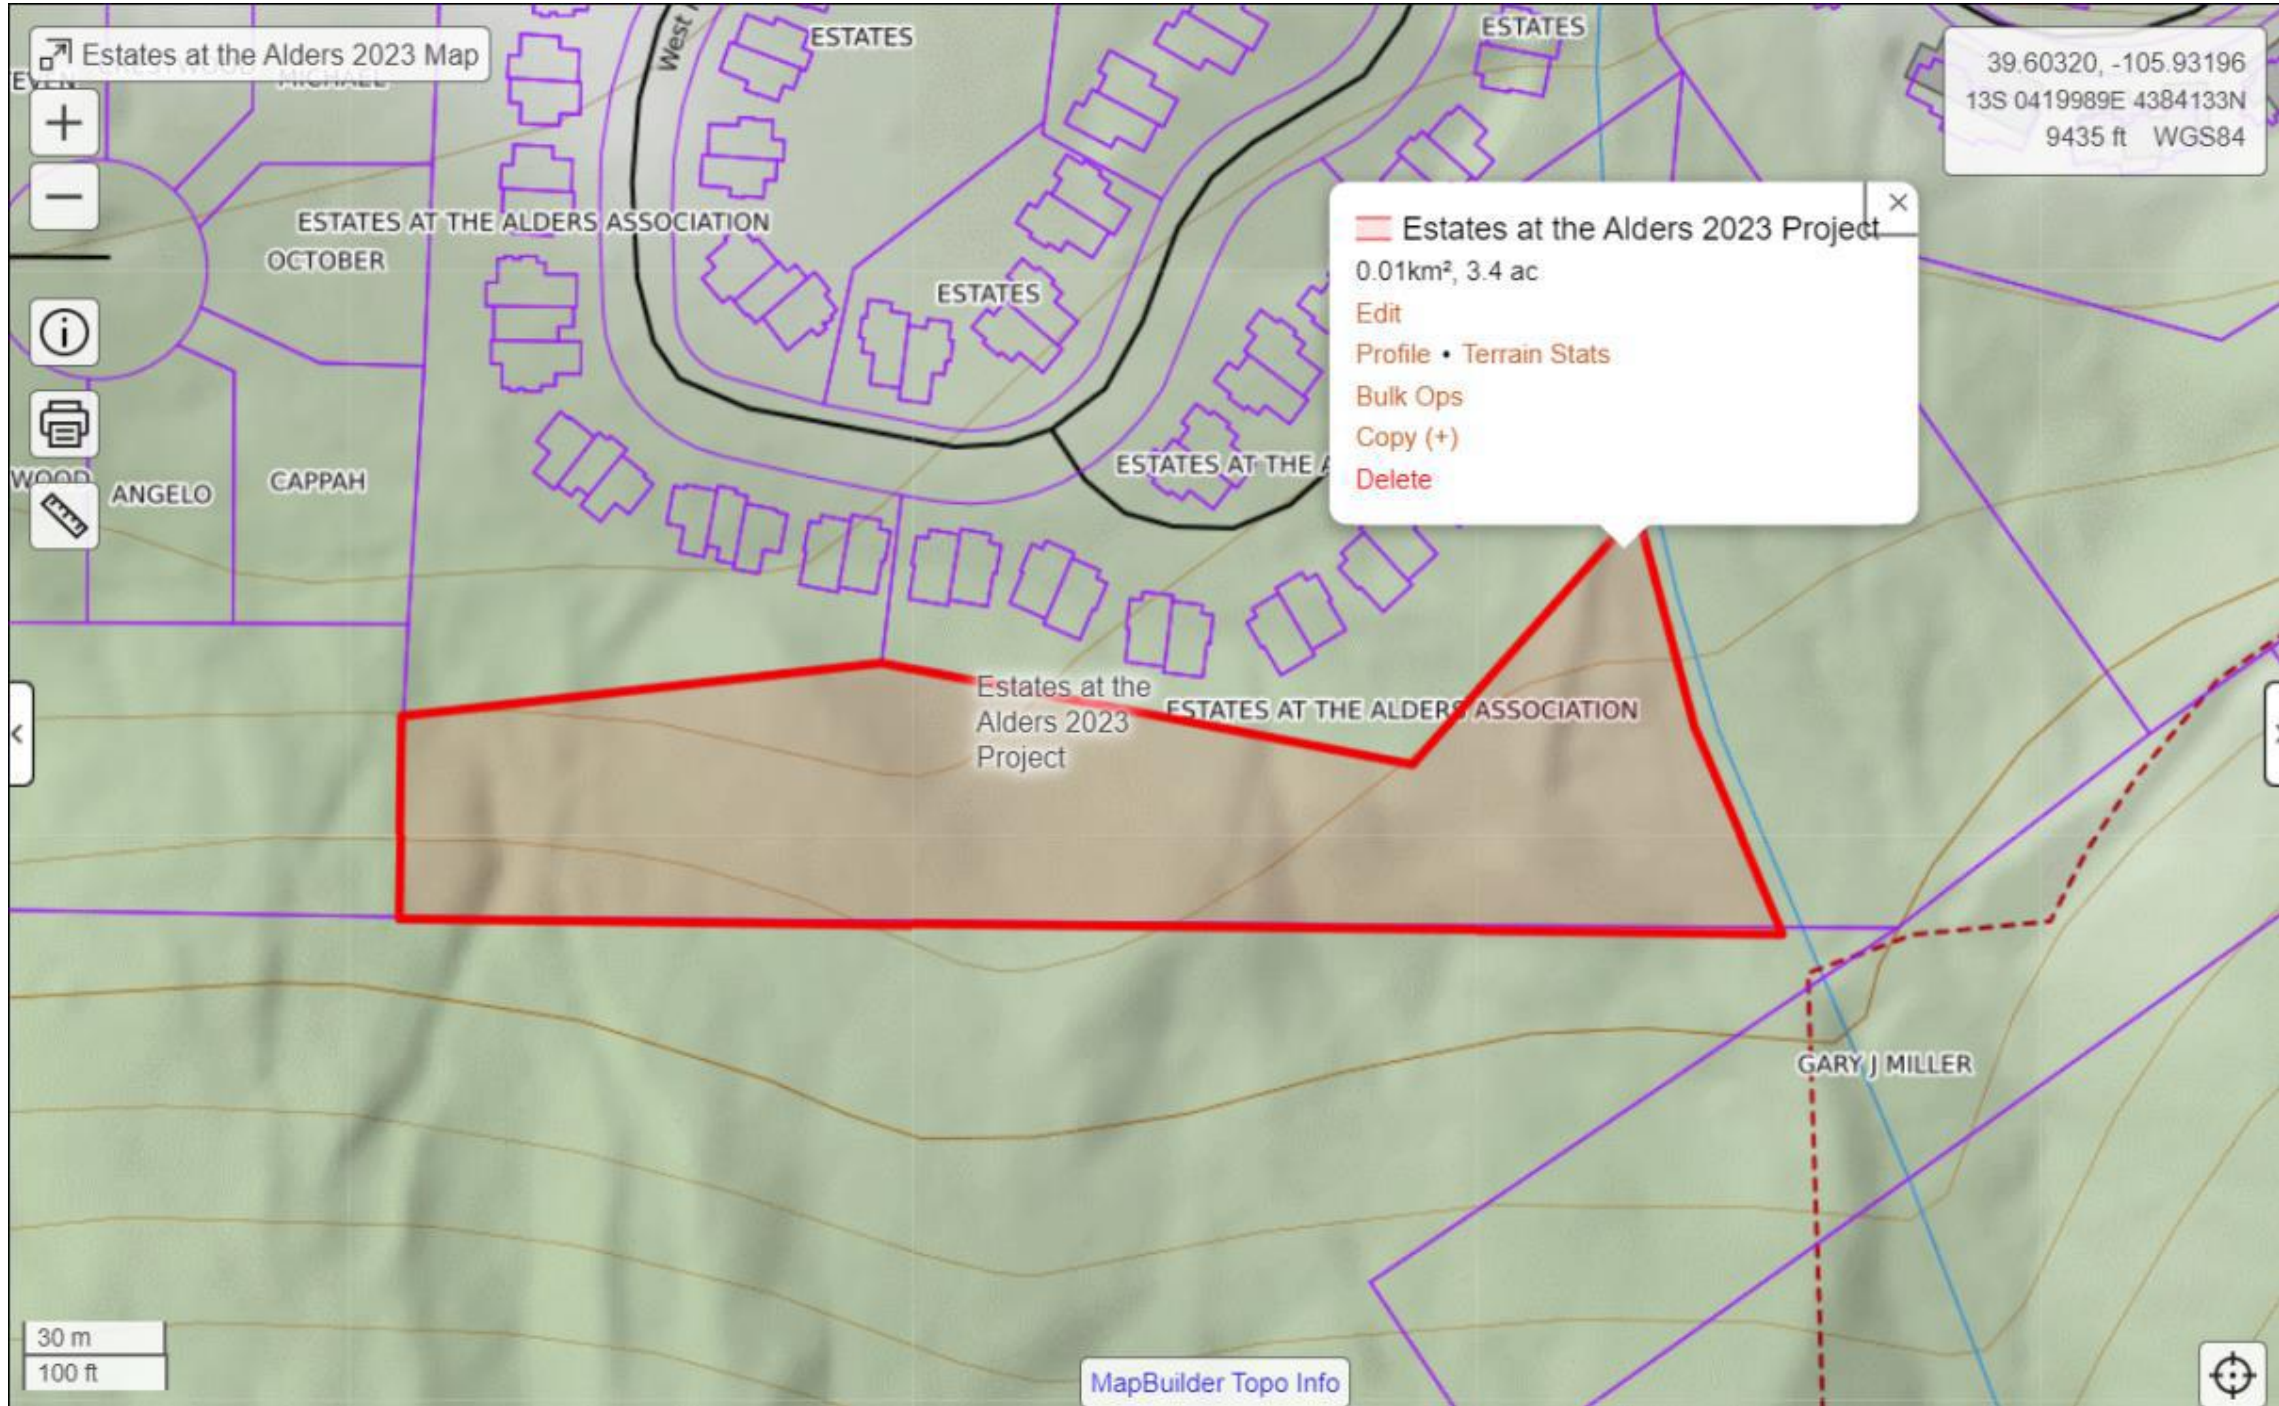 Estates at the Alders 2023 Map
ESTATES
ESTATES
West
39.60320, -105.93196
13S 0419989E 4384133N
9435 ft WGS84
MICHAEL
ESTATES AT THE ALDERS ASSOCIATION
OCTOBER
ESTATES
Estates at the Alders 2023 Project
0.01km², 3.4 ac
Edit
Profile • Terrain Stats
Bulk Ops
Copy (+)
Delete
ESTATES AT THE A
WOOD
ANGELO
CAPPAH
Estates at the
Alders 2023
Project
ESTATES AT THE ALDERS ASSOCIATION
GARY J MILLER
30 m
100 ft
MapBuilder Topo Info